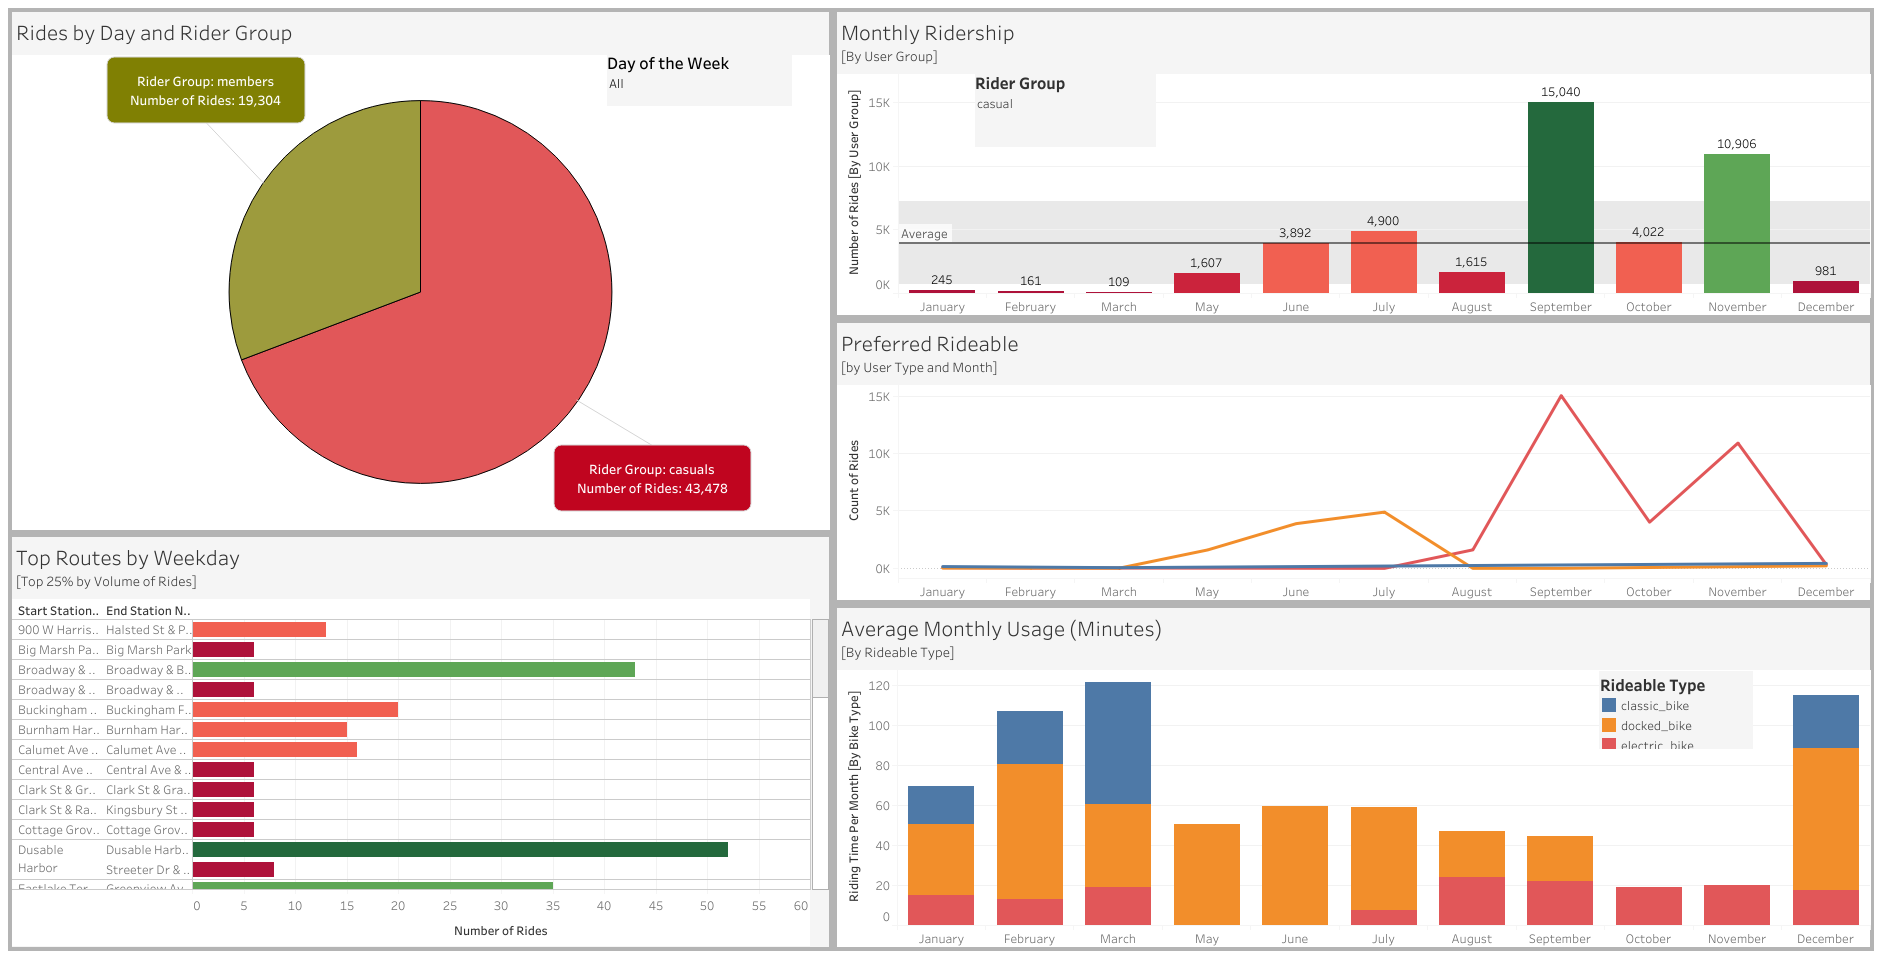 Rides by Day and Rider Group
Rider Group: members
Number of Rides: 19,304
Day of the Week
All
Rider Group: casuals
Number of Rides: 43,478
Top Routes by Weekday
[Top 25% by Volume of Rides]
Start Station.. End Station N..
900 W Harris.. Halsted St & P..
Big Marsh Pa.. Big Marsh Park
Broadway & .. Broadway & B..
Broadway & .. Broadway & ..
Buckingham .. Buckingham F..
Burnham Har.. Burnham Har..
Calumet Ave .. Calumet Ave ..
Central Ave .. Central Ave & ..
Clark St & Gr.. Clark St & Gra..
Clark St & Ra.. Kingsbury St ..
Cottage Grov.. Cottage Grov..
Dusable Dusable Harb..
Harbor Streeter Dr & ..
Eastlake Ter.. Greenview Av..
0 5 10 15 20 25 30 35 40 45 50 55 60
Number of Rides
Monthly Ridership
[By User Group]
Rider Group
casual
Number of Rides [By User Group]
15K
10K
5K
0K
Average
245 161 109 1,607 3,892 4,900 1,615 15,040 4,022 10,906 981
January February March May June July August September October November December
Preferred Rideable
[by User Type and Month]
Count of Rides
15K
10K
5K
0K
January February March May June July August September October November December
Average Monthly Usage (Minutes)
[By Rideable Type]
Rideable Type
classic_bike
docked_bike
electric_bike
Riding Time Per Month [By Bike Type]
120
100
80
60
40
20
0
January February March May June July August September October November December